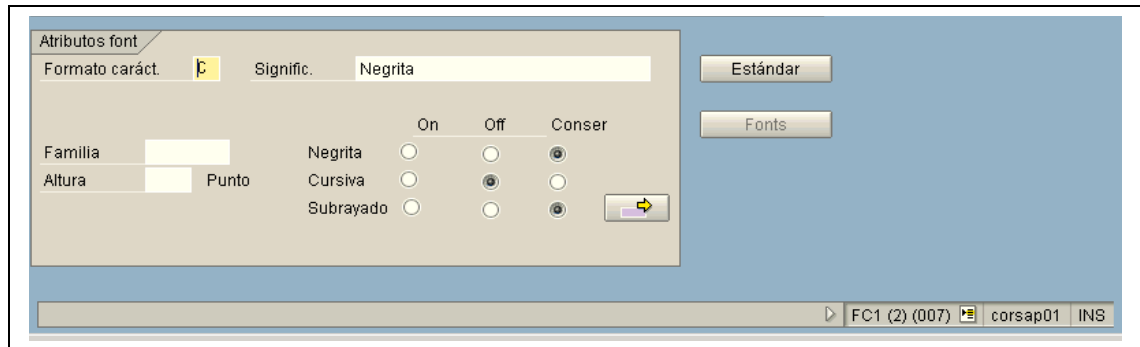 Atributos font
Formato caráct. C Signific. Negrita Estándar
On Off Conser Fonts
Familia Negrita
Altura Punto Cursiva
Subrayado
FC1 (2) (007) corsap01 INS